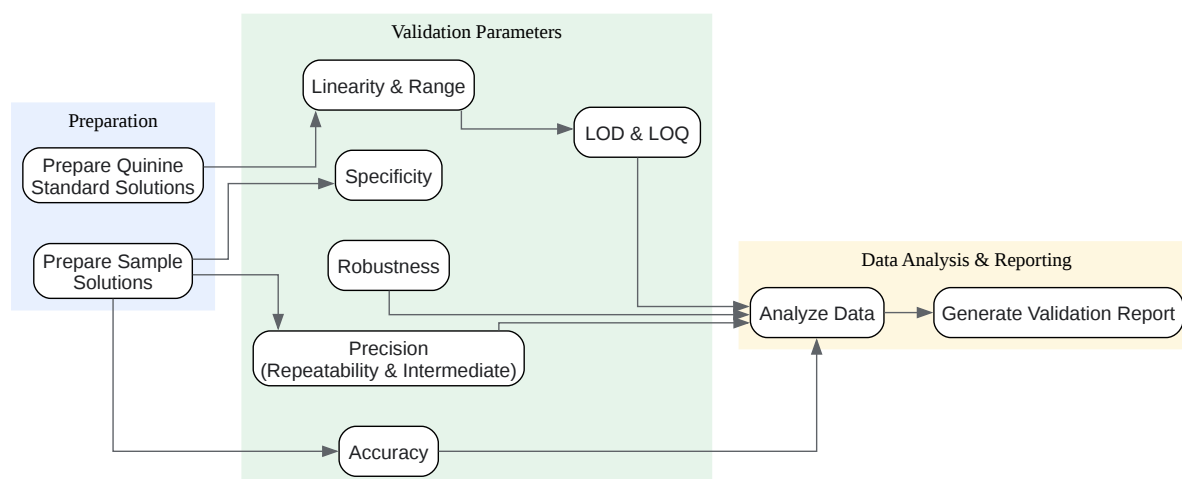 Preparation
Prepare Quinine
Standard Solutions
Prepare Sample
Solutions
Validation Parameters
Linearity & Range
LOD & LOQ
Specificity
Robustness
Precision
(Repeatability & Intermediate)
Accuracy
Data Analysis & Reporting
Analyze Data
Generate Validation Report